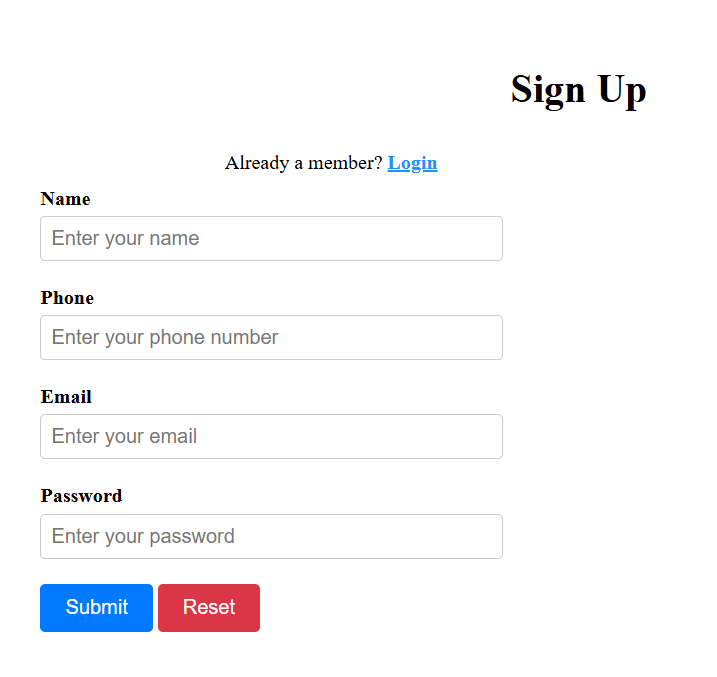 Sign Up
Already a member? Login
Name
Enter your name
Phone
Enter your phone number
Email
Enter your email
Password
Enter your password
Submit Reset